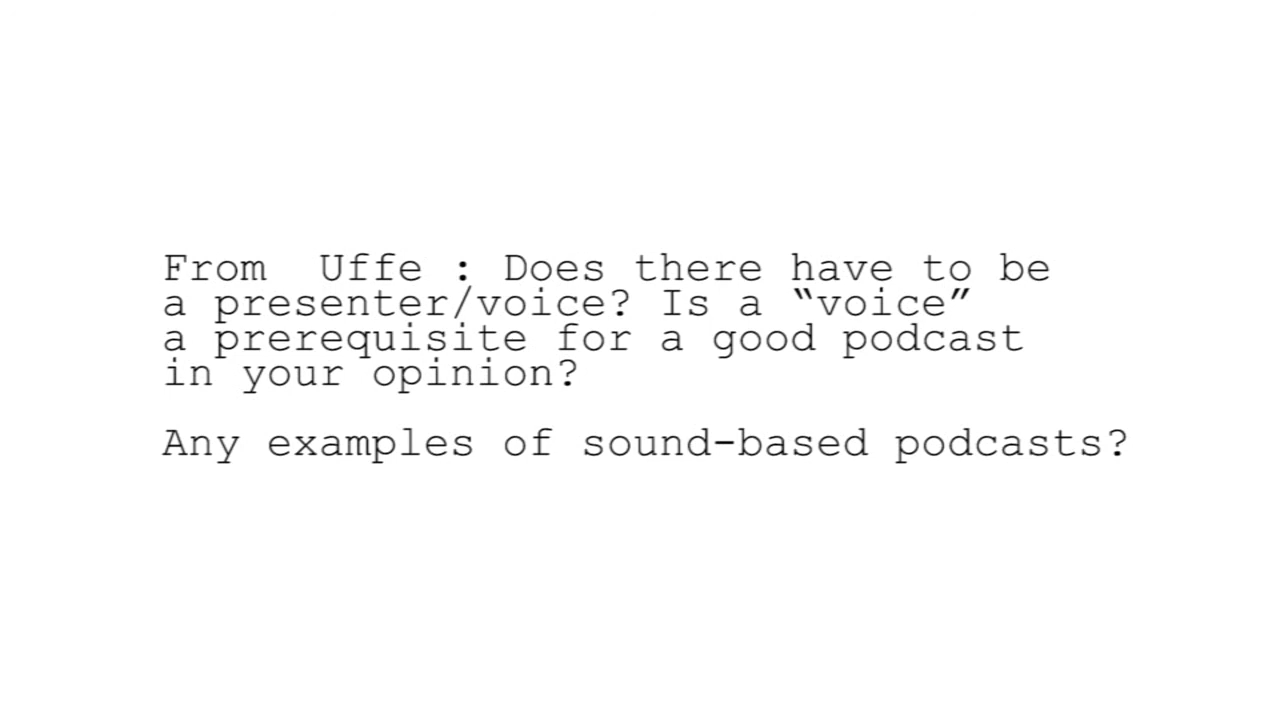 From  Uffe : Does there have to be
a presenter/voice? Is a “voice”
a prerequisite for a good podcast
in your opinion?
Any examples of sound-based podcasts?